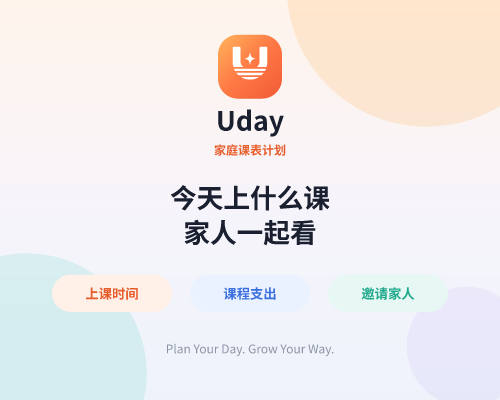 Uday
家庭课表计划
今天上什么课
家人一起看
上课时间
课程支出
邀请家人
Plan Your Day. Grow Your Way.